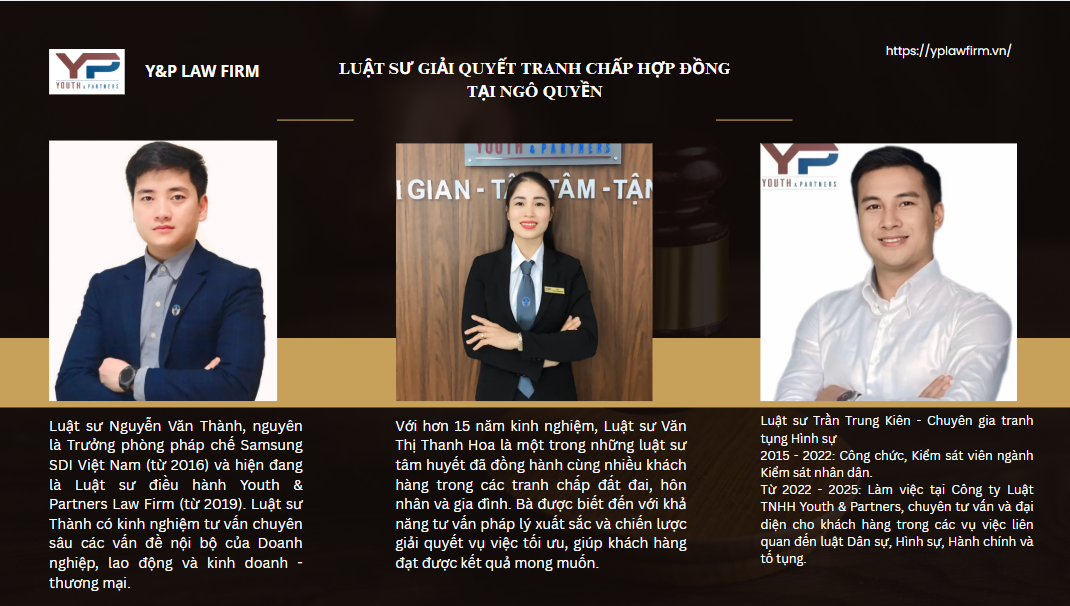 https://yplawfirm.vn/
YP
YOUTH & PARTNERS
Y&P LAW FIRM
LUẬT SƯ GIẢI QUYẾT TRANH CHẤP HỢP ĐỒNG
TẠI NGÔ QUYỀN
YOUTH & PARTNERS
GIAN - TÂM - TẬN
YP
YOUTH & PARTNERS
Luật sư Nguyễn Văn Thành, nguyên
là Trưởng phòng pháp chế Samsung
SDI Việt Nam (từ 2016) và hiện đang
là Luật sư điều hành Youth &
Partners Law Firm (từ 2019). Luật sư
Thành có kinh nghiệm tư vấn chuyên
sâu các vấn đề nội bộ của Doanh
nghiệp, lao động và kinh doanh -
thương mại.
Với hơn 15 năm kinh nghiệm, Luật sư Văn
Thị Thanh Hoa là một trong những luật sư
tâm huyết đã đồng hành cùng nhiều khách
hàng trong các tranh chấp đất đai, hôn
nhân và gia đình. Bà được biết đến với khả
năng tư vấn pháp lý xuất sắc và chiến lược
giải quyết vụ việc tối ưu, giúp khách hàng
đạt được kết quả mong muốn.
Luật sư Trần Trung Kiên - Chuyên gia tranh
tụng Hình sự
2015 - 2022: Công chức, Kiểm sát viên ngành
Kiểm sát nhân dân.
Từ 2022 - 2025: Làm việc tại Công ty Luật
TNHH Youth & Partners, chuyên tư vấn và đại
diện cho khách hàng trong các vụ việc liên
quan đến luật Dân sự, Hình sự, Hành chính và
tố tụng.